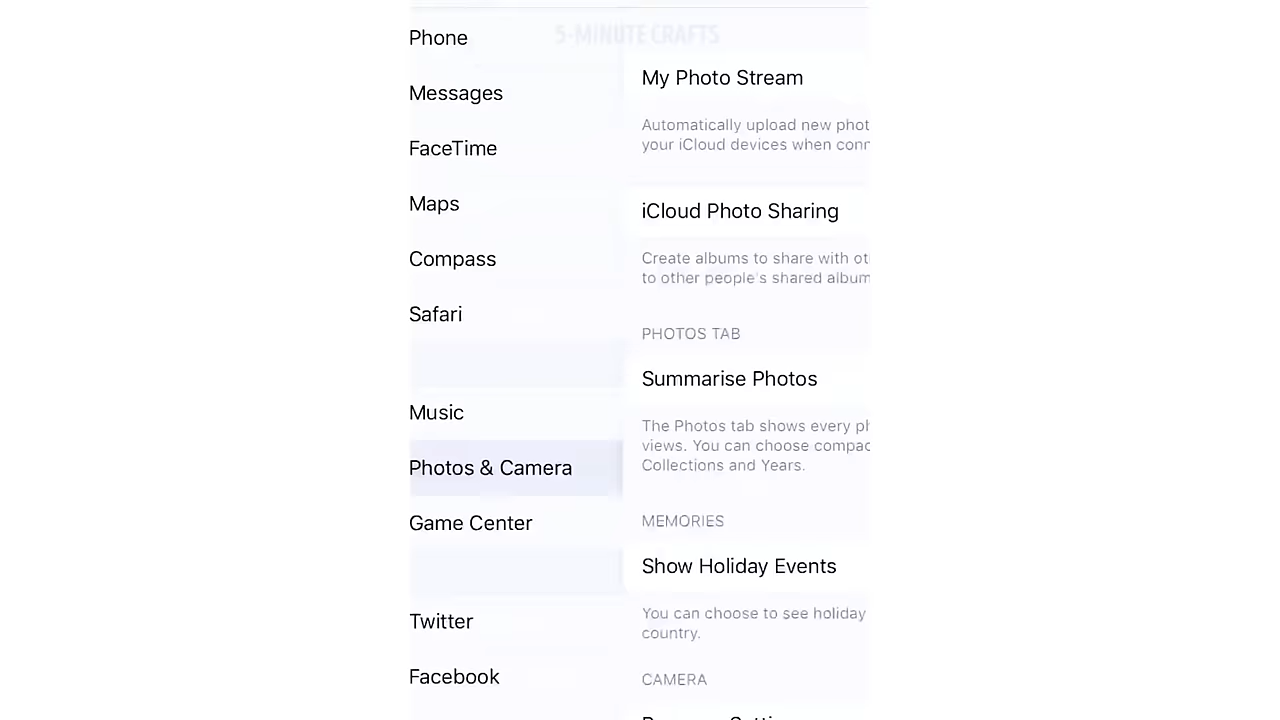 5-MINUTE CRAFTS
Phone
Messages
FaceTime
Maps
Compass
Safari
Music
Photos & Camera
Game Center
Twitter
Facebook
My Photo Stream
Automatically upload new phot
your iCloud devices when conn
iCloud Photo Sharing
Create albums to share with ot
to other people's shared album
PHOTOS TAB
Summarise Photos
The Photos tab shows every ph
views. You can choose compac
Collections and Years.
MEMORIES
Show Holiday Events
You can choose to see holiday
country.
CAMERA